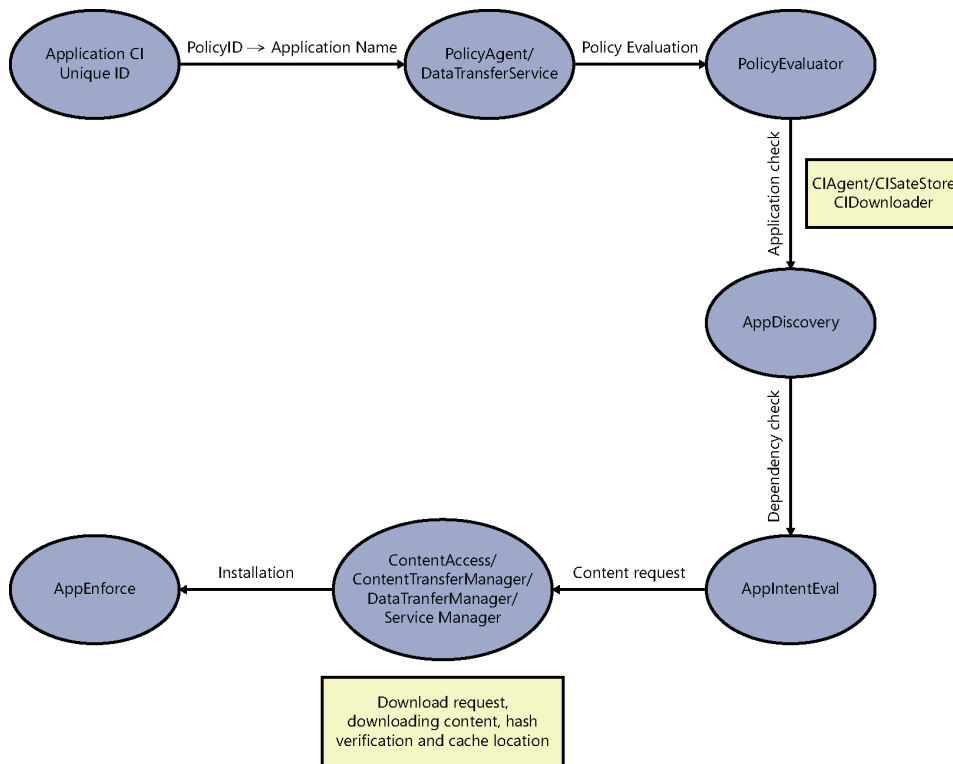 Application CI
Unique ID
PolicyID → Application Name
PolicyAgent/
DataTransferService
Policy Evaluation
PolicyEvaluator
Application check
CIAgent/CISateStore
CIDownloader
AppDiscovery
Dependency check
AppIntentEval
Content request
ContentAccess/
ContentTransferManager/
DataTranferManager/
Service Manager
Installation
AppEnforce
Download request,
downloading content, hash
verification and cache location